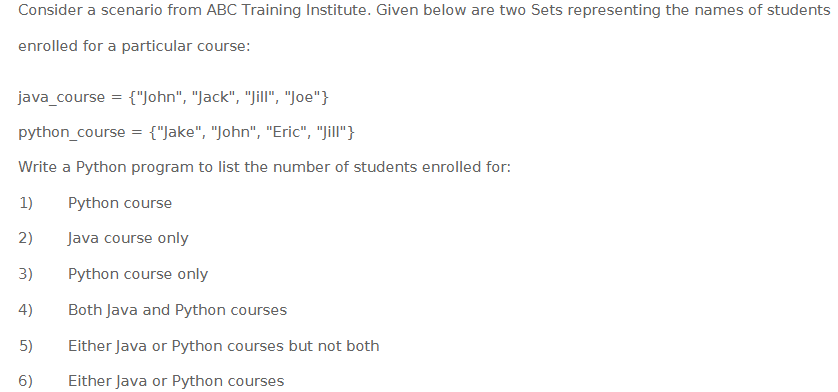 Consider a scenario from ABC Training Institute. Given below are two Sets representing the names of students
enrolled for a particular course:
java_course = {"John", "Jack", "Jill", "Joe"}
python_course = {"Jake", "John", "Eric", "Jill"}
Write a Python program to list the number of students enrolled for:
1) Python course
2) Java course only
3) Python course only
4) Both Java and Python courses
5) Either Java or Python courses but not both
6) Either Java or Python courses